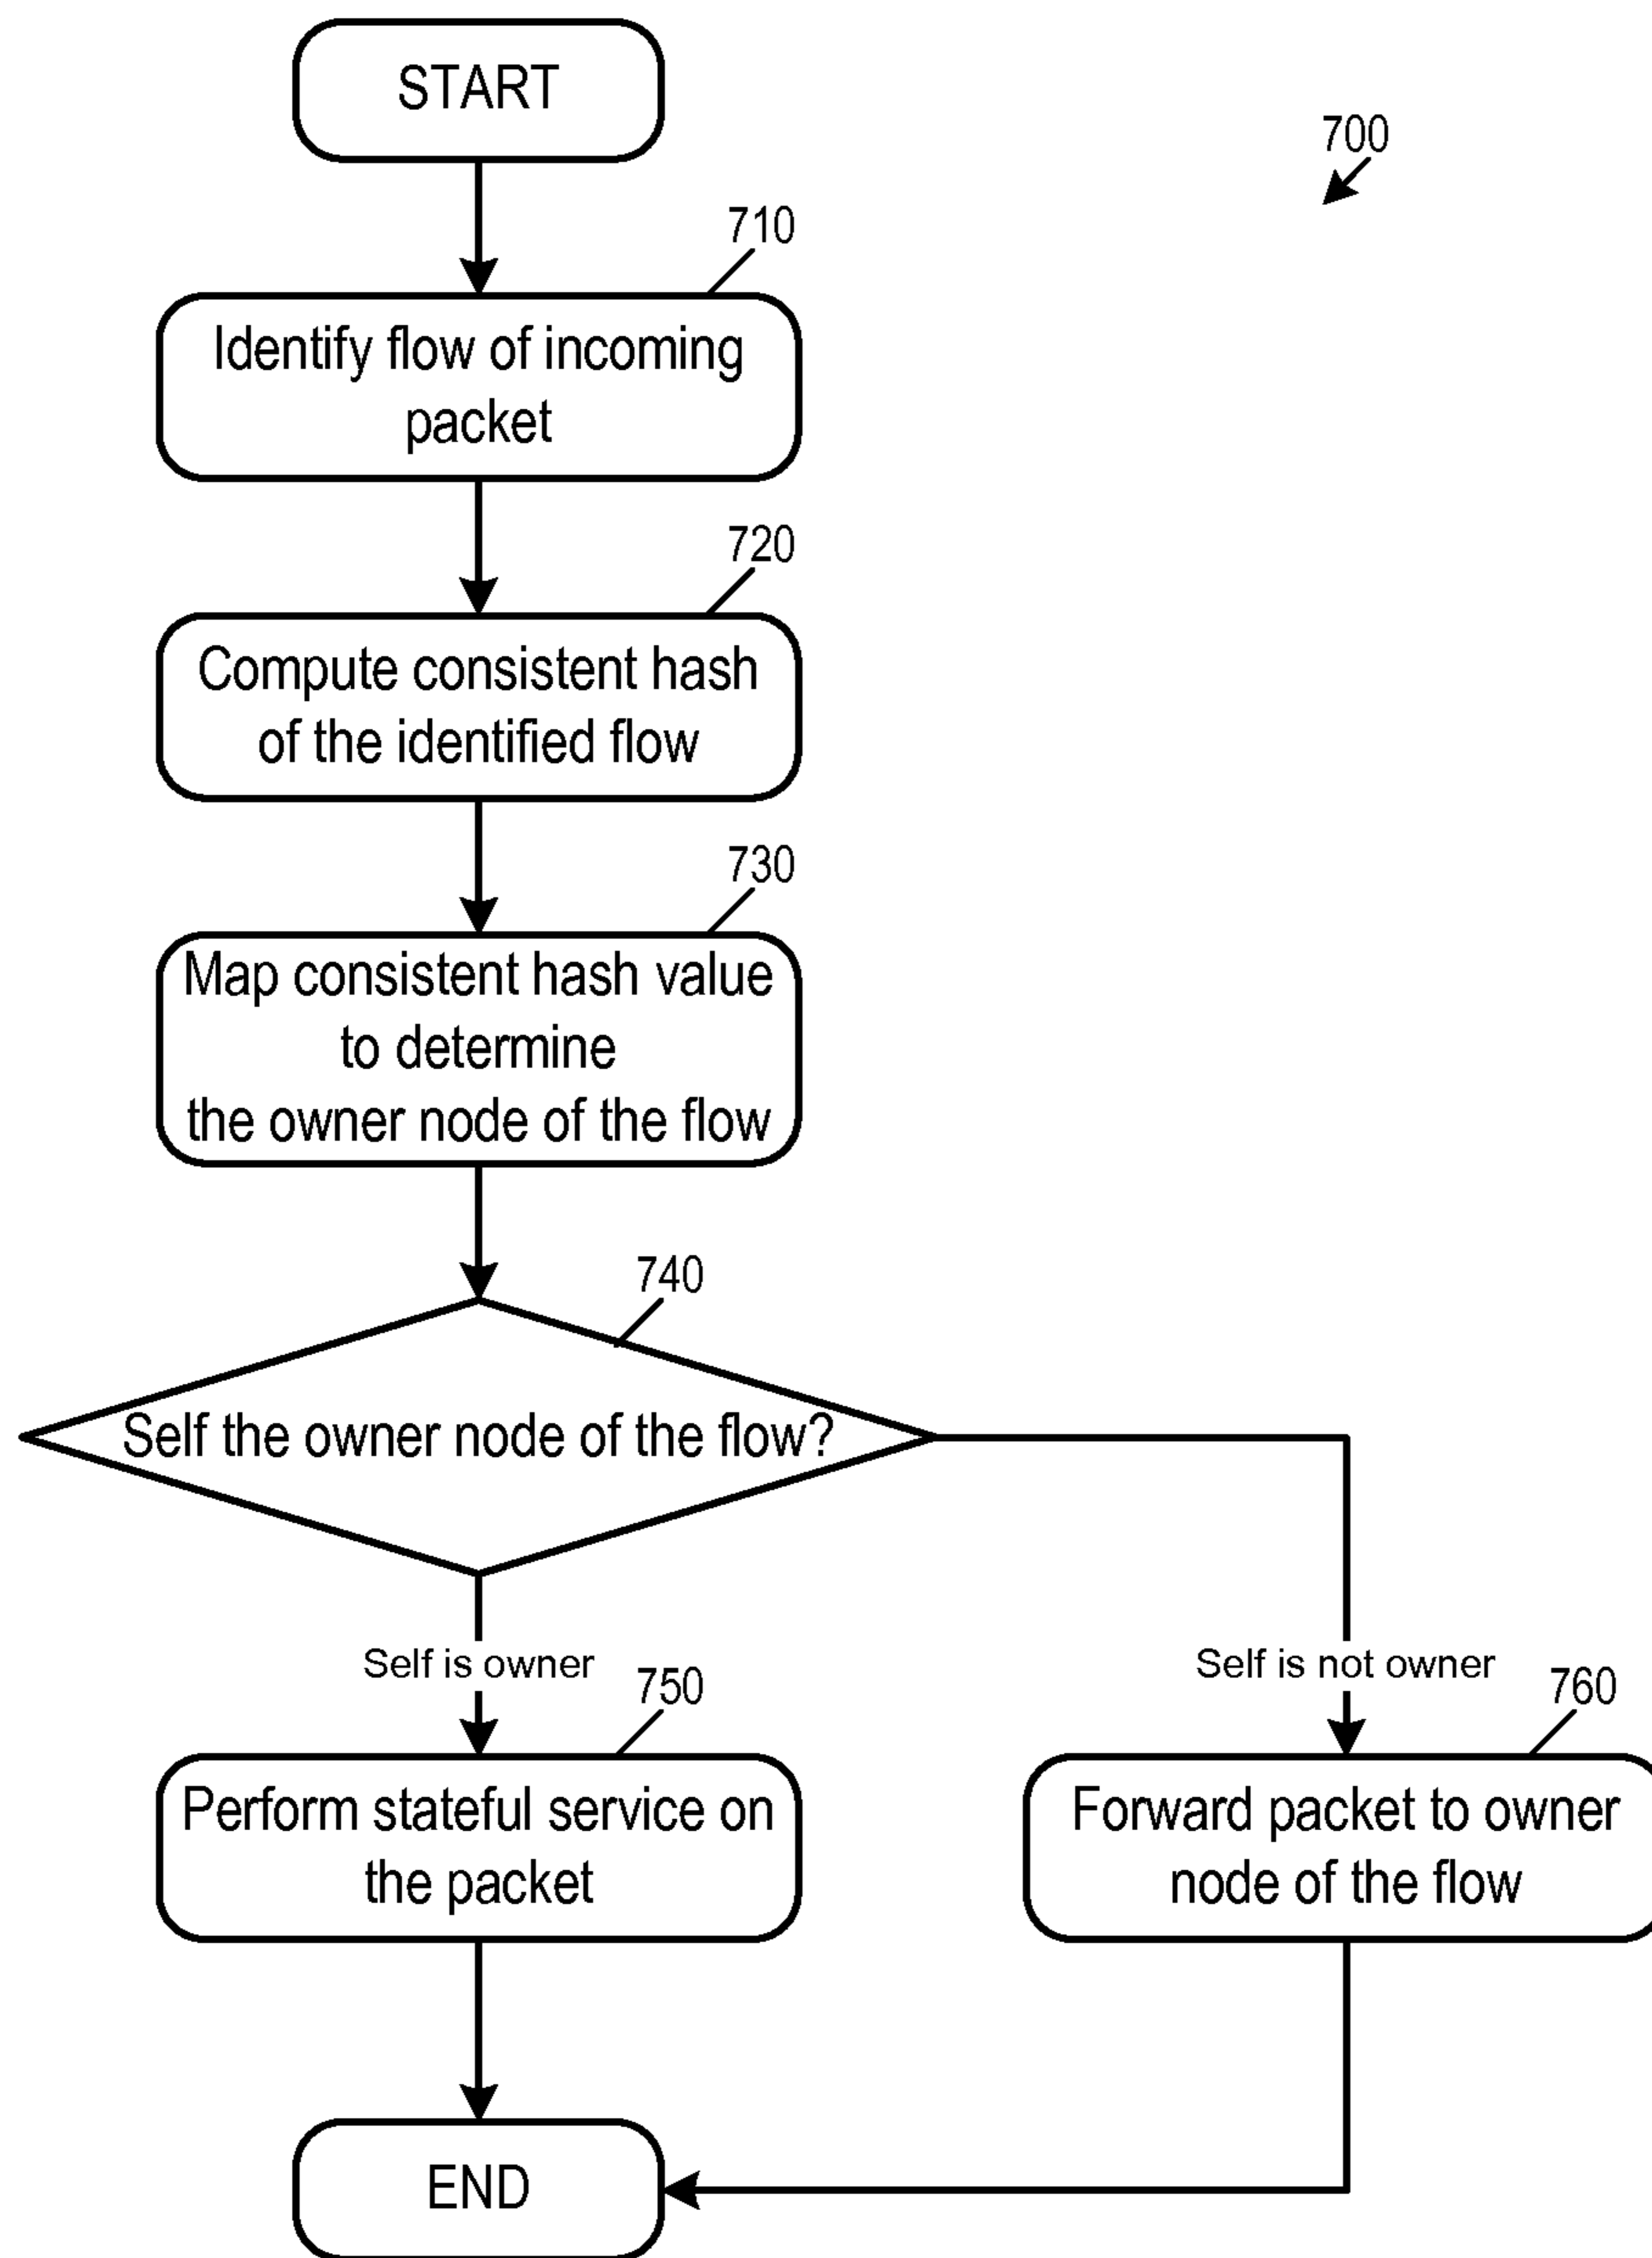 START
700
710
Identify flow of incoming
packet
720
Compute consistent hash
of the identified flow
730
Map consistent hash value
to determine
the owner node of the flow
740
Self the owner node of the flow?
Self is owner
Self is not owner
750
760
Perform stateful service on
the packet
Forward packet to owner
node of the flow
END